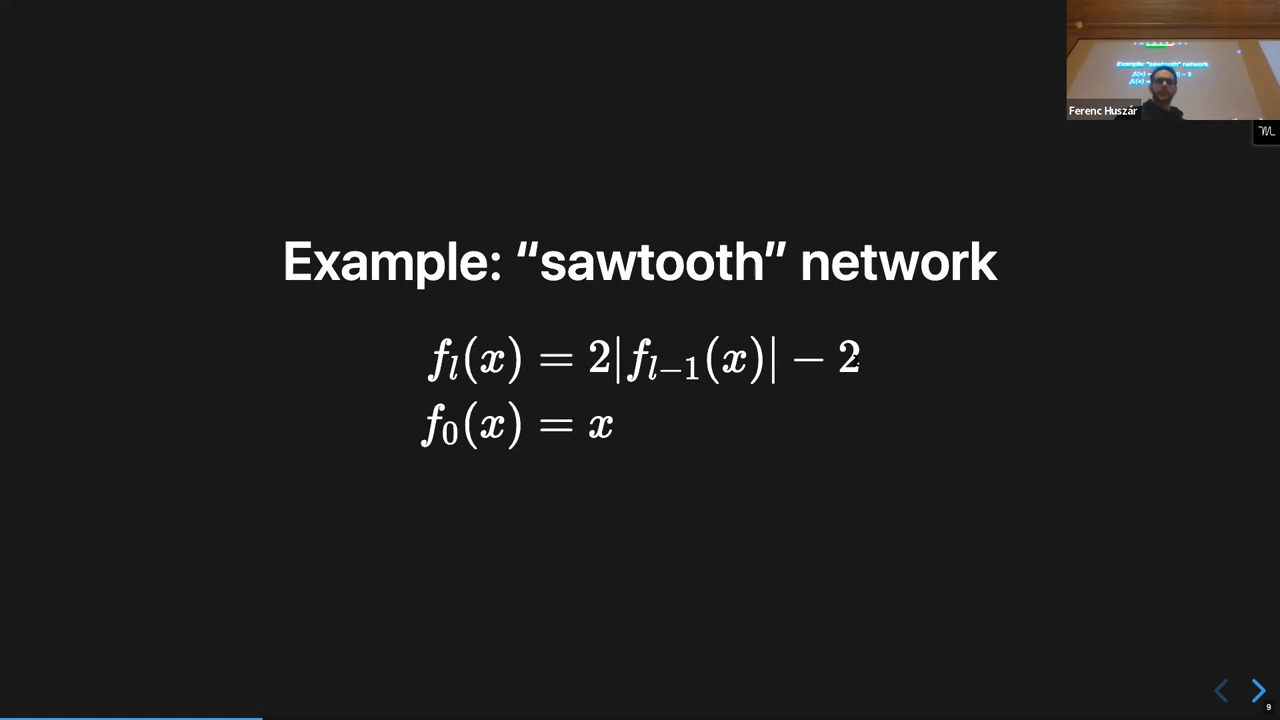 Ferenc Huszár
Example: “sawtooth” network
f_l(x) = 2|f_{l−1}(x)| − 2
f_0(x) = x
9